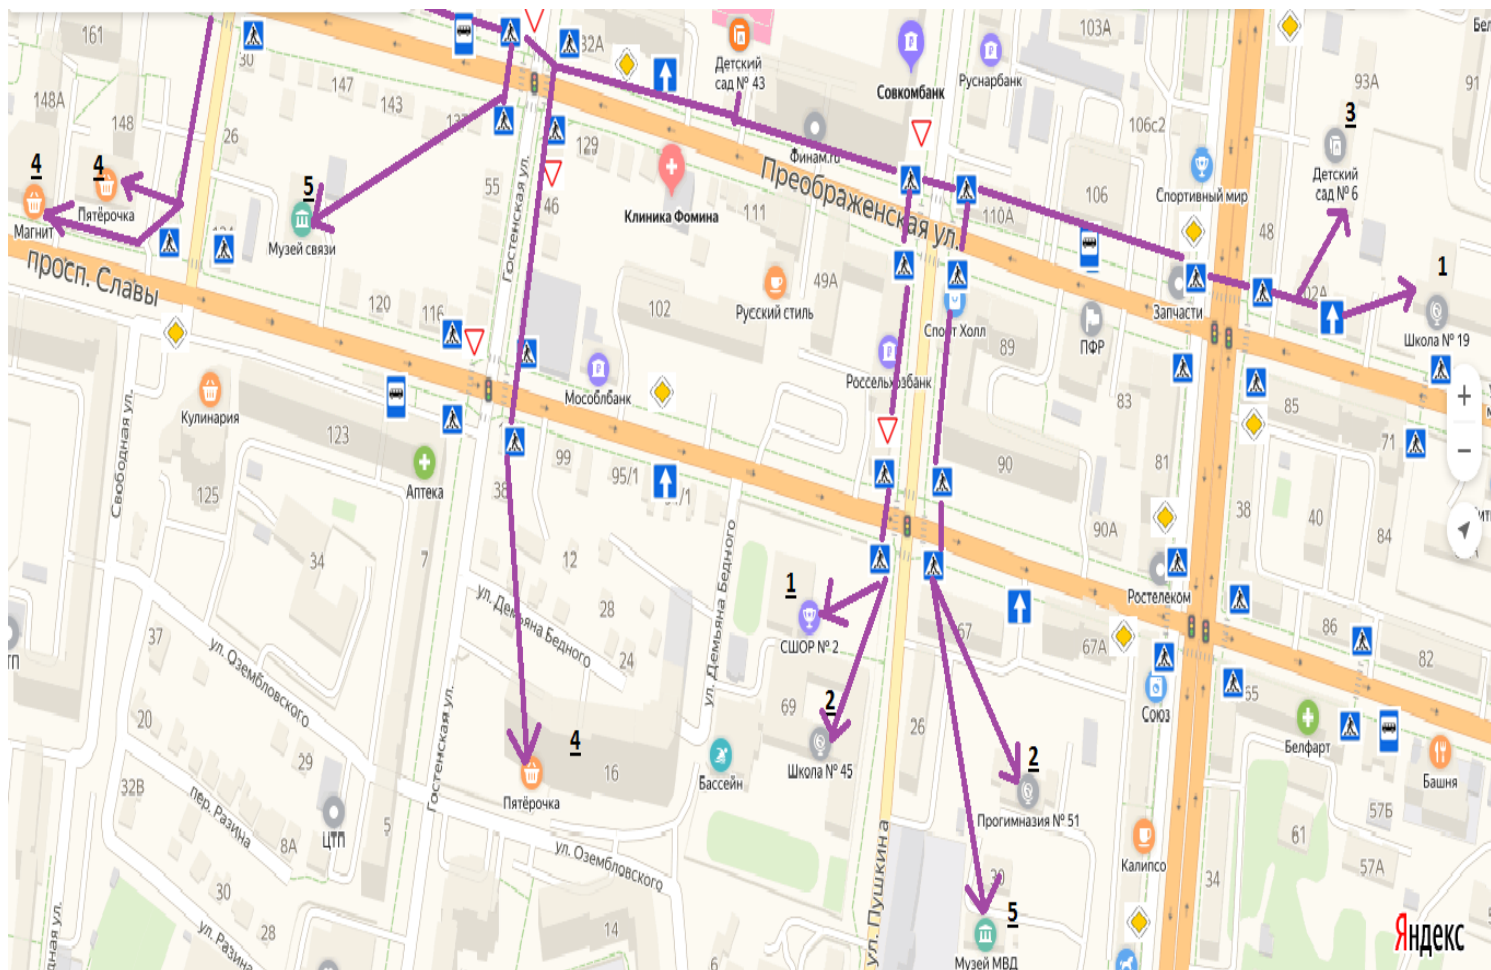 161
30
147
143
148А
148
26
4
4
Пятёрочка
Магнит
5
Музей связи
55
Гостенская ул.
46
129
32А
Детский
сад № 43
Совкомбанк
Руснарбанк
103А
Бел
93А
91
3
Детский
сад № 6
106с2
Спортивный мир
106
48
Финам.ru
Преображенская ул.
Клиника Фомина
111
110А
1
Школа № 19
Запчасти
просп. Славы
120
116
102
Русский стиль
49А
Спорт Холл
89
ПФР
Россельхозбанк
Мособлбанк
Кулинария
123
Аптека
125
Свободная ул.
99
95/1
38
90
83
81
85
71
+
−
38
40
84
90А
34
7
12
ул. Демьяна Бедного
28
24
ул. Демьяна Бедного
1
СШОР № 2
67
67А
Ростелеком
86
82
37
ТП
ул. Озембловского
20
29
32В
пер. Разина
8А
ЦТП
5
Гостенская ул.
4
Пятёрочка
16
Бассейн
69
2
Школа № 45
26
2
Прогимназия № 51
Союз
55
Белфарт
Башня
57Б
61
57А
Калипсо
34
ул. Озембловского
ул. Пушкина
30
28
ул. Разина
14
6
5
Музей МВД
Яндекс